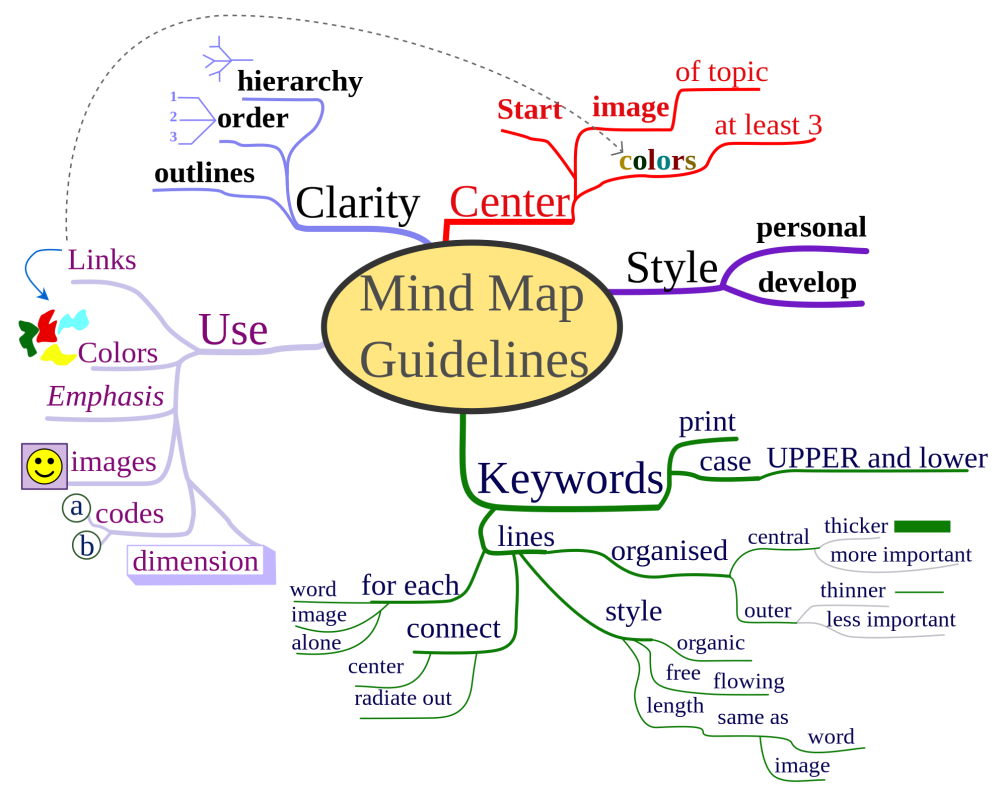 Mind Map
Guidelines
Clarity
hierarchy
order
1
2
3
outlines
Center
Start
image
of topic
colors
at least 3
Style
personal
develop
Use
Links
Colors
Emphasis
images
codes
a
b
dimension
Keywords
print
case
UPPER and lower
lines
organised
central
thicker
more important
outer
thinner
less important
style
organic
free
flowing
length
same as
word
image
connect
center
radiate out
for each
word
image
alone